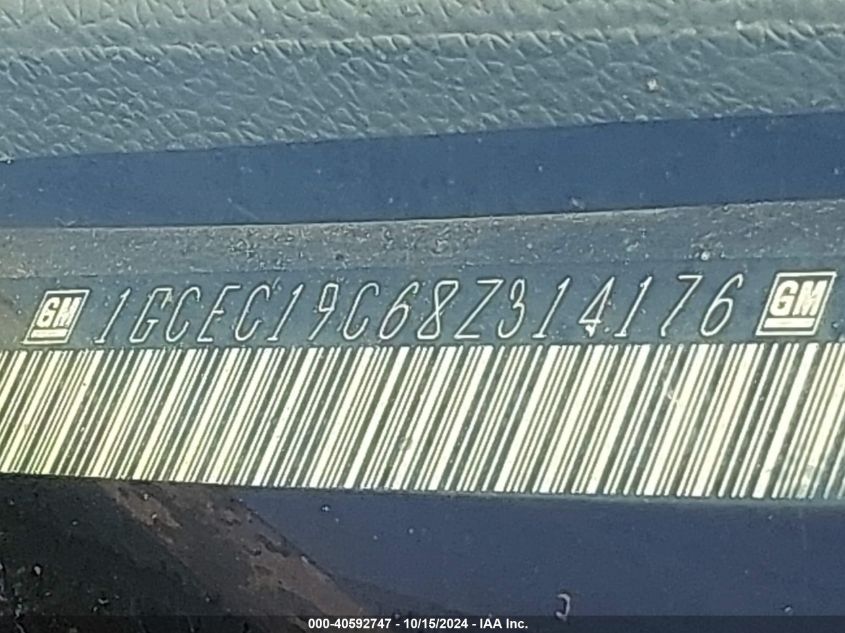 GM 1GCEC19C68Z314176 GM
000-40592747 - 10/15/2024 - IAA Inc.